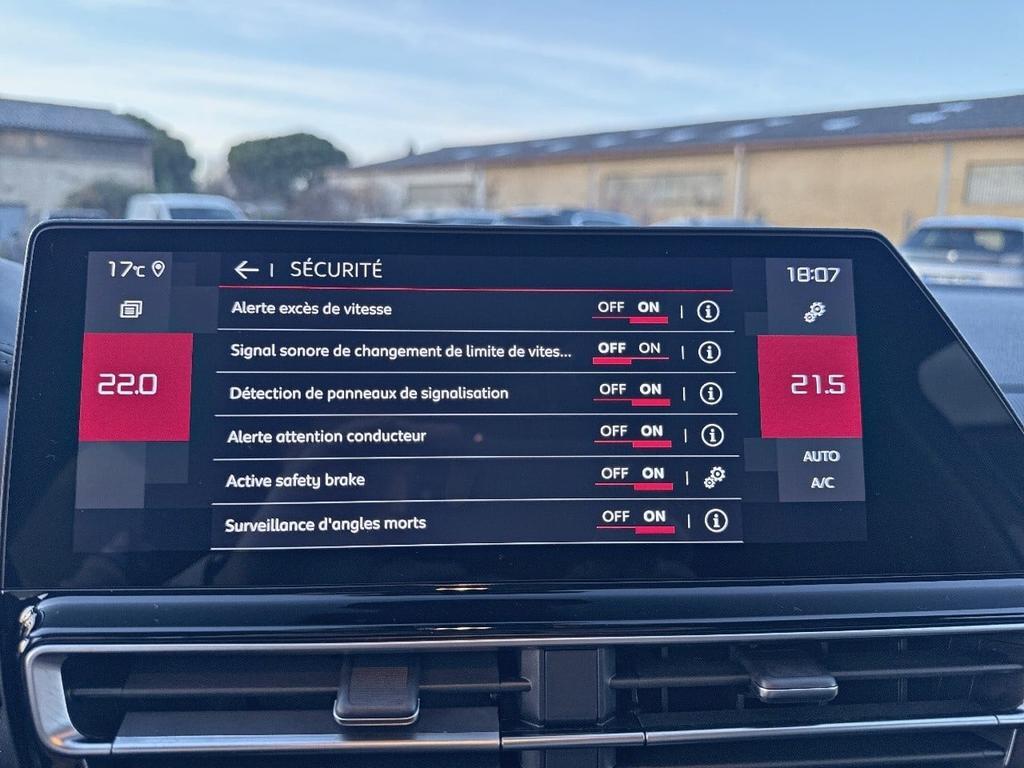 17°C
← | SÉCURITÉ
18:07
Alerte excès de vitesse OFF ON
Signal sonore de changement de limite de vites... OFF ON
22.0
21.5
Détection de panneaux de signalisation OFF ON
Alerte attention conducteur OFF ON
AUTO
A/C
Active safety brake OFF ON
Surveillance d'angles morts OFF ON